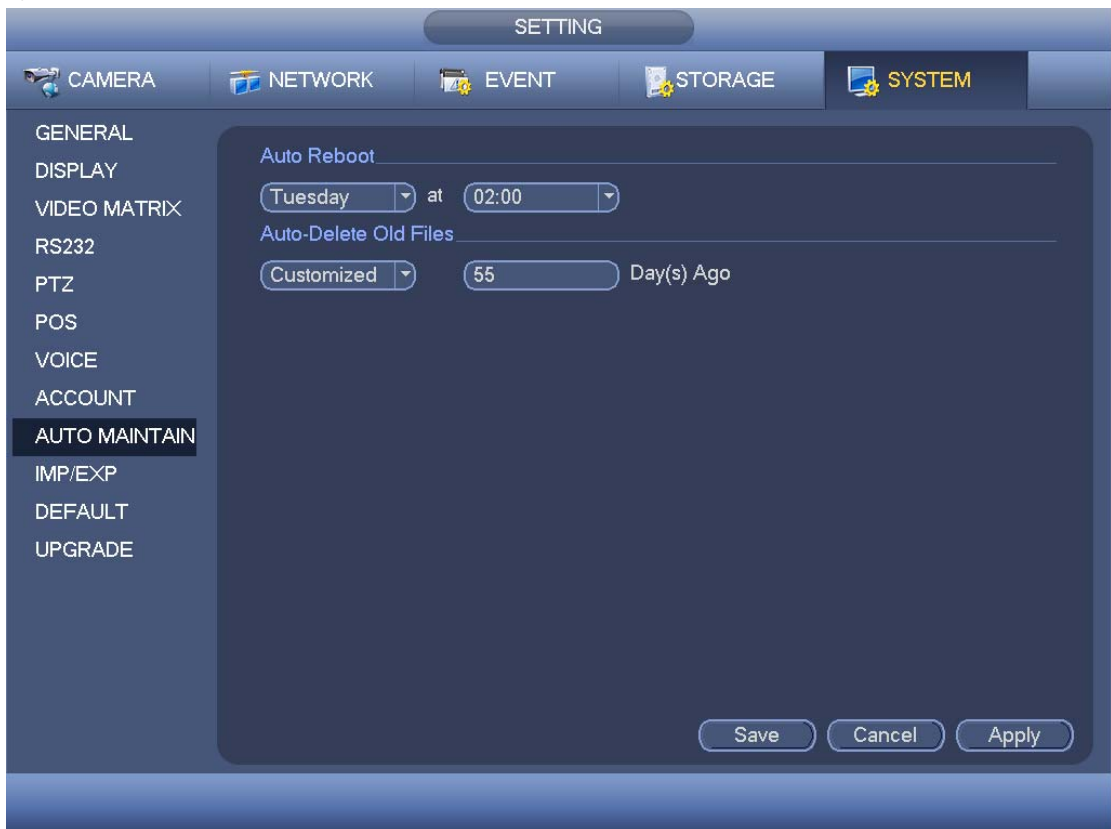 SETTING
CAMERA NETWORK EVENT STORAGE SYSTEM
GENERAL
DISPLAY
VIDEO MATRIX
RS232
PTZ
POS
VOICE
ACCOUNT
AUTO MAINTAIN
IMP/EXP
DEFAULT
UPGRADE
Auto Reboot
Tuesday at 02:00
Auto-Delete Old Files
Customized 55 Day(s) Ago
Save Cancel Apply